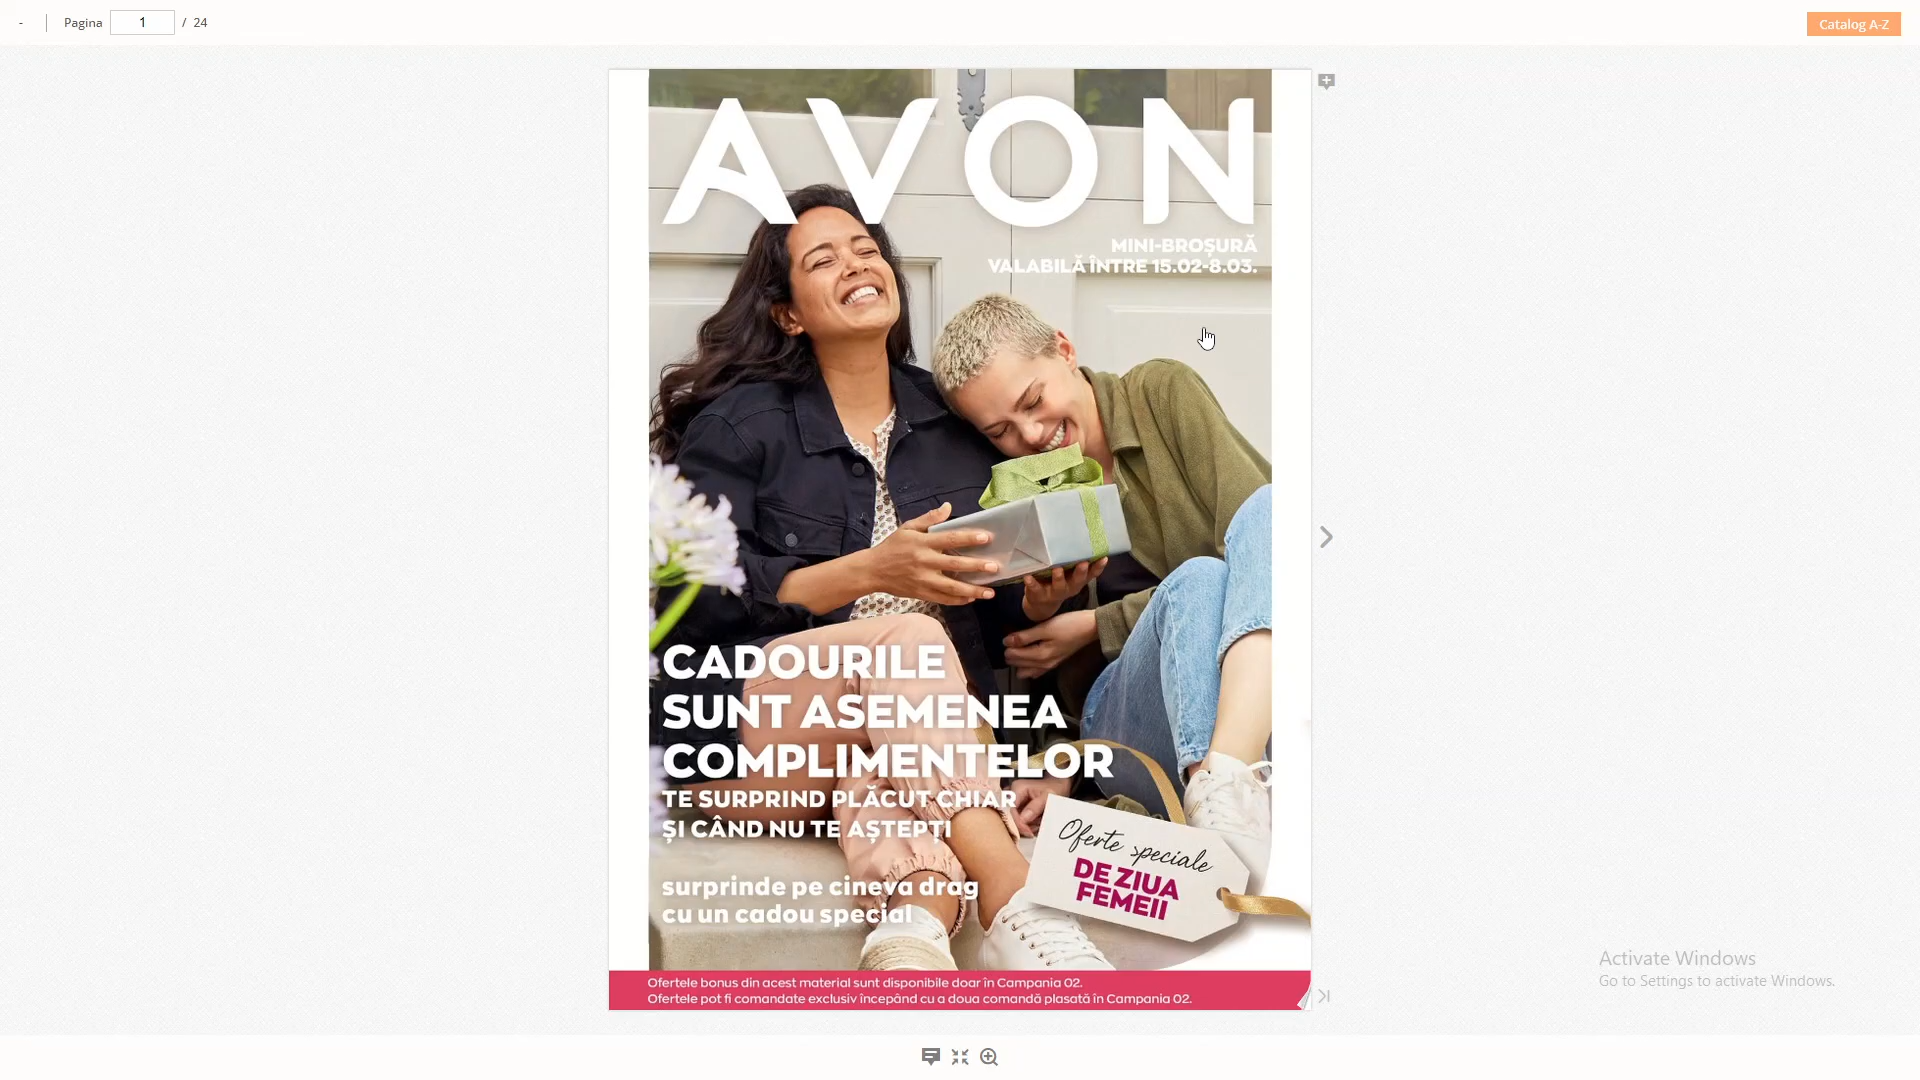 -
Pagina 1 / 24
Catalog A-Z
AVON
MINI-BROȘURĂ
VALABILĂ ÎNTRE 15.02-8.03.
CADOURILE
SUNT ASEMENEA
COMPLIMENTELOR
TE SURPRIND PLĂCUT CHIAR
ȘI CÂND NU TE AȘTEPȚI
surprinde pe cineva drag
cu un cadou special
Oferte speciale
DE ZIUA
FEMEII
Ofertele bonus din acest material sunt disponibile doar în Campania 02.
Ofertele pot fi comandate exclusiv începând cu a doua comandă plasată în Campania 02.
Activate Windows
Go to Settings to activate Windows.